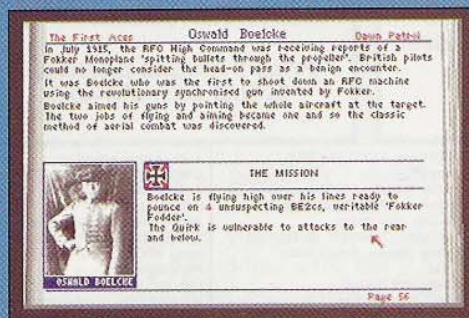 The First Aces Oswald Boelcke Dawn Patrol
In July 1915, the RFC High Command was receiving reports of a
Fokker Monoplane 'spitting bullets through the propeller'. British pilots
could no longer consider the head-on pass as a benign encounter.
It was Boelcke who was the first to shoot down an RFC machine
using the revolutionary synchronised gun invented by Fokker.
Boelcke aimed his guns by pointing the whole aircraft at the target.
The two jobs of flying and aiming became one and so the classic
method of aerial combat was discovered.
THE MISSION
Boelcke is flying high over his lines ready to
pounce on 4 unsuspecting BE2cs, veritable 'Fokker
Fodder'.
The Quirk is vulnerable to attacks to the rear
and below.
OSWALD BOELCKE
Page 56